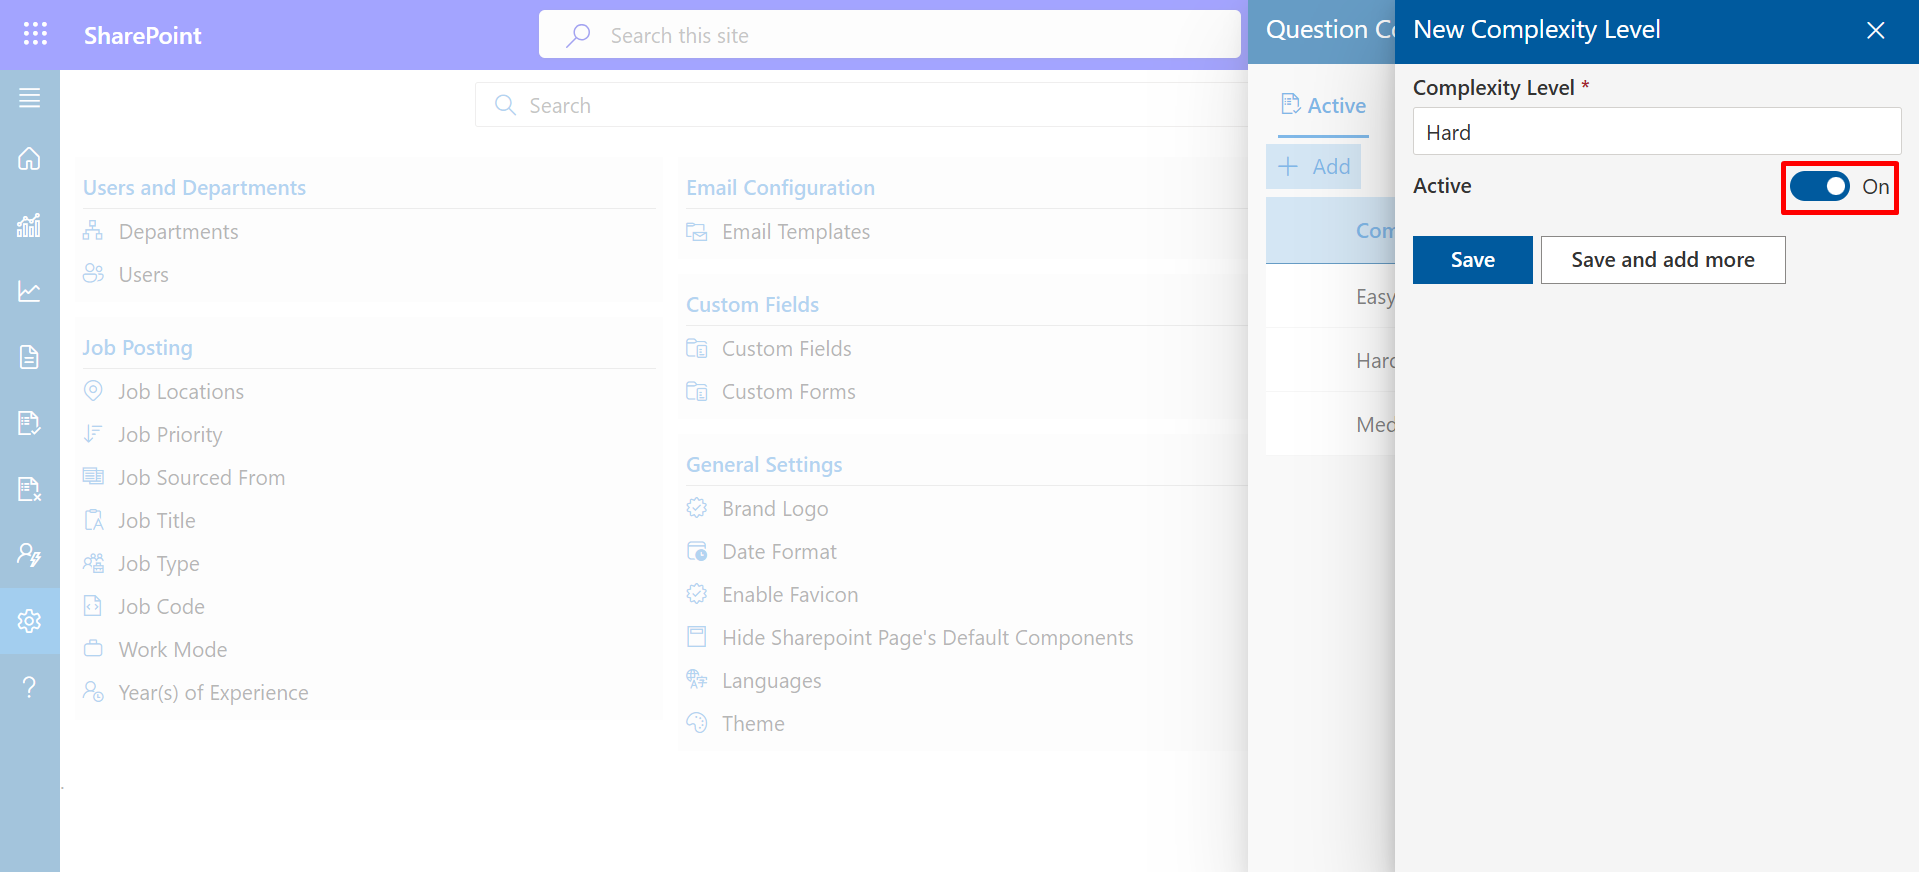 SharePoint
Search this site
Search
Users and Departments
Departments
Users
Job Posting
Job Locations
Job Priority
Job Sourced From
Job Title
Job Type
Job Code
Work Mode
Year(s) of Experience
Email Configuration
Email Templates
Custom Fields
Custom Fields
Custom Forms
General Settings
Brand Logo
Date Format
Enable Favicon
Hide Sharepoint Page's Default Components
Languages
Theme
Question Co
Active
Add
Com
Easy
Hard
Med
New Complexity Level
Complexity Level *
Hard
Active
On
Save
Save and add more